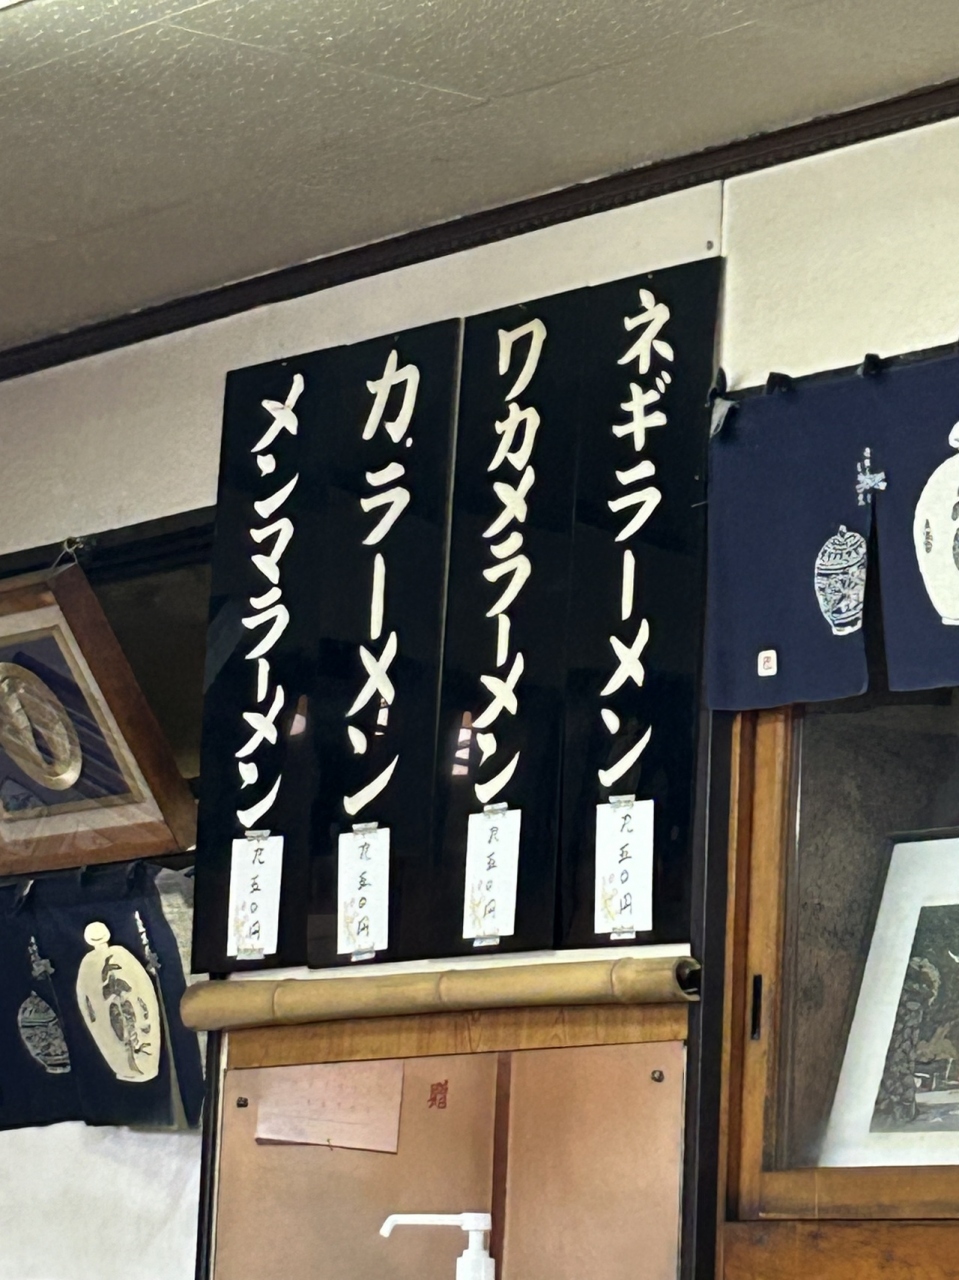 ネギラーメン
九五〇円
ワカメラーメン
九五〇円
力.ラーメン
九五〇円
メンマラーメン
九五〇円